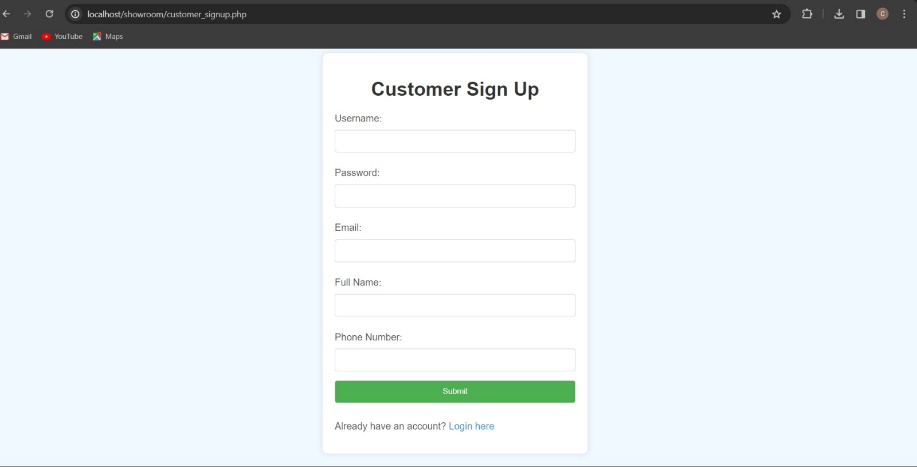 localhost/showroom/customer_signup.php
C
Gmail YouTube Maps
Customer Sign Up
Username:
Password:
Email:
Full Name:
Phone Number:
Submit
Already have an account? Login here